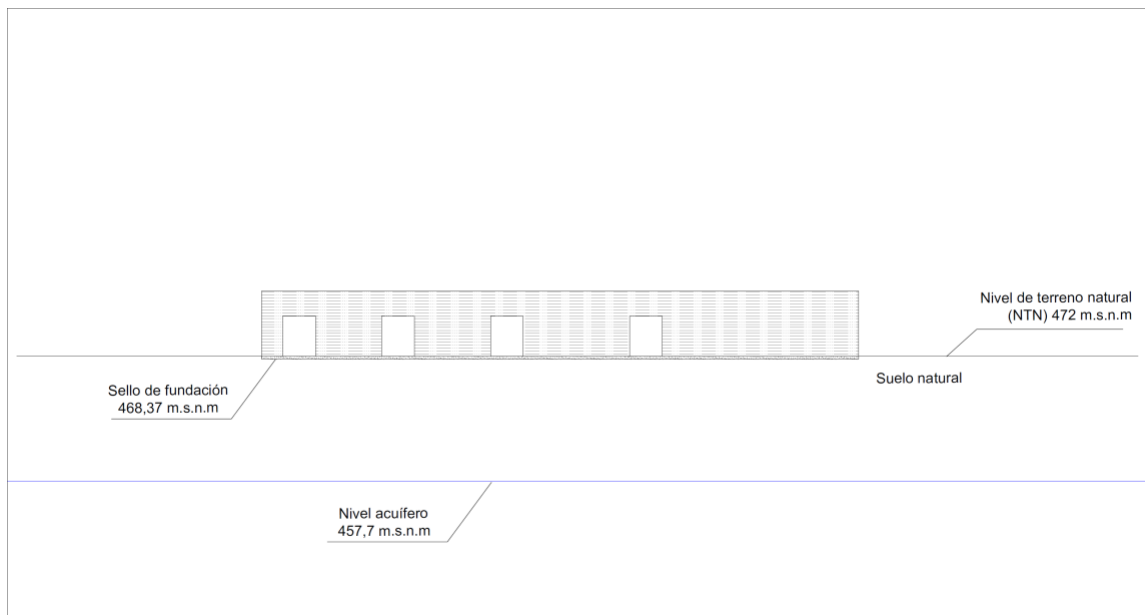 Nivel de terreno natural
(NTN) 472 m.s.n.m
Suelo natural
Sello de fundación
468,37 m.s.n.m
Nivel acuífero
457,7 m.s.n.m